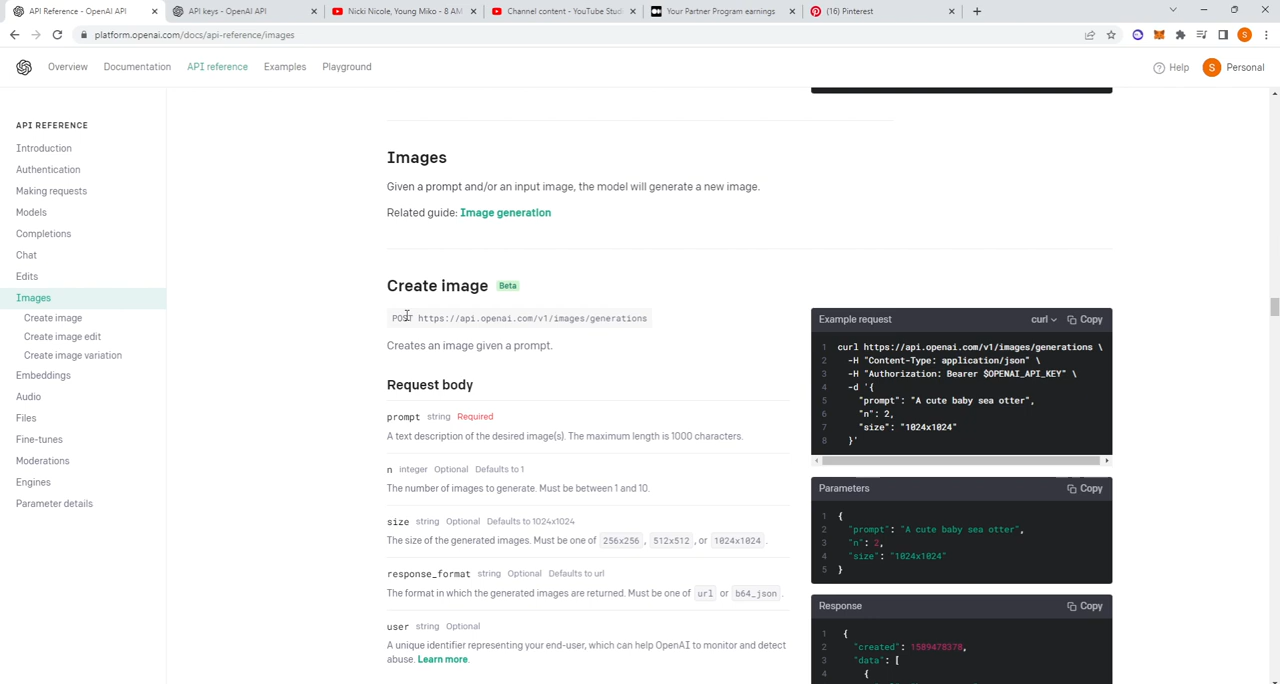 API Reference - OpenAI API
API keys - OpenAI API
Nicki Nicole, Young Miko - 8 AM
Channel content - YouTube Stud
Your Partner Program earnings
(16) Pinterest
platform.openai.com/docs/api-reference/images
S
Overview
Documentation
API reference
Examples
Playground
Help
S
Personal
API REFERENCE
Introduction
Authentication
Making requests
Models
Completions
Chat
Edits
Images
Create image
Create image edit
Create image variation
Embeddings
Audio
Files
Fine-tunes
Moderations
Engines
Parameter details
Images
Given a prompt and/or an input image, the model will generate a new image.
Related guide: Image generation
Create image Beta
POST https://api.openai.com/v1/images/generations
Creates an image given a prompt.
Request body
prompt string Required
A text description of the desired image(s). The maximum length is 1000 characters.
n integer Optional Defaults to 1
The number of images to generate. Must be between 1 and 10.
size string Optional Defaults to 1024x1024
The size of the generated images. Must be one of 256x256, 512x512, or 1024x1024.
response_format string Optional Defaults to url
The format in which the generated images are returned. Must be one of url or b64_json.
user string Optional
A unique identifier representing your end-user, which can help OpenAI to monitor and detect
abuse. Learn more.
Example request curl Copy
1 curl https://api.openai.com/v1/images/generations \
2 -H "Content-Type: application/json" \
3 -H "Authorization: Bearer $OPENAI_API_KEY" \
4 -d '{
5 "prompt": "A cute baby sea otter",
6 "n": 2,
7 "size": "1024x1024"
8 }'
Parameters Copy
1 {
2 "prompt": "A cute baby sea otter",
3 "n": 2,
4 "size": "1024x1024"
5 }
Response Copy
1 {
2 "created": 1589478378,
3 "data": [
4 {